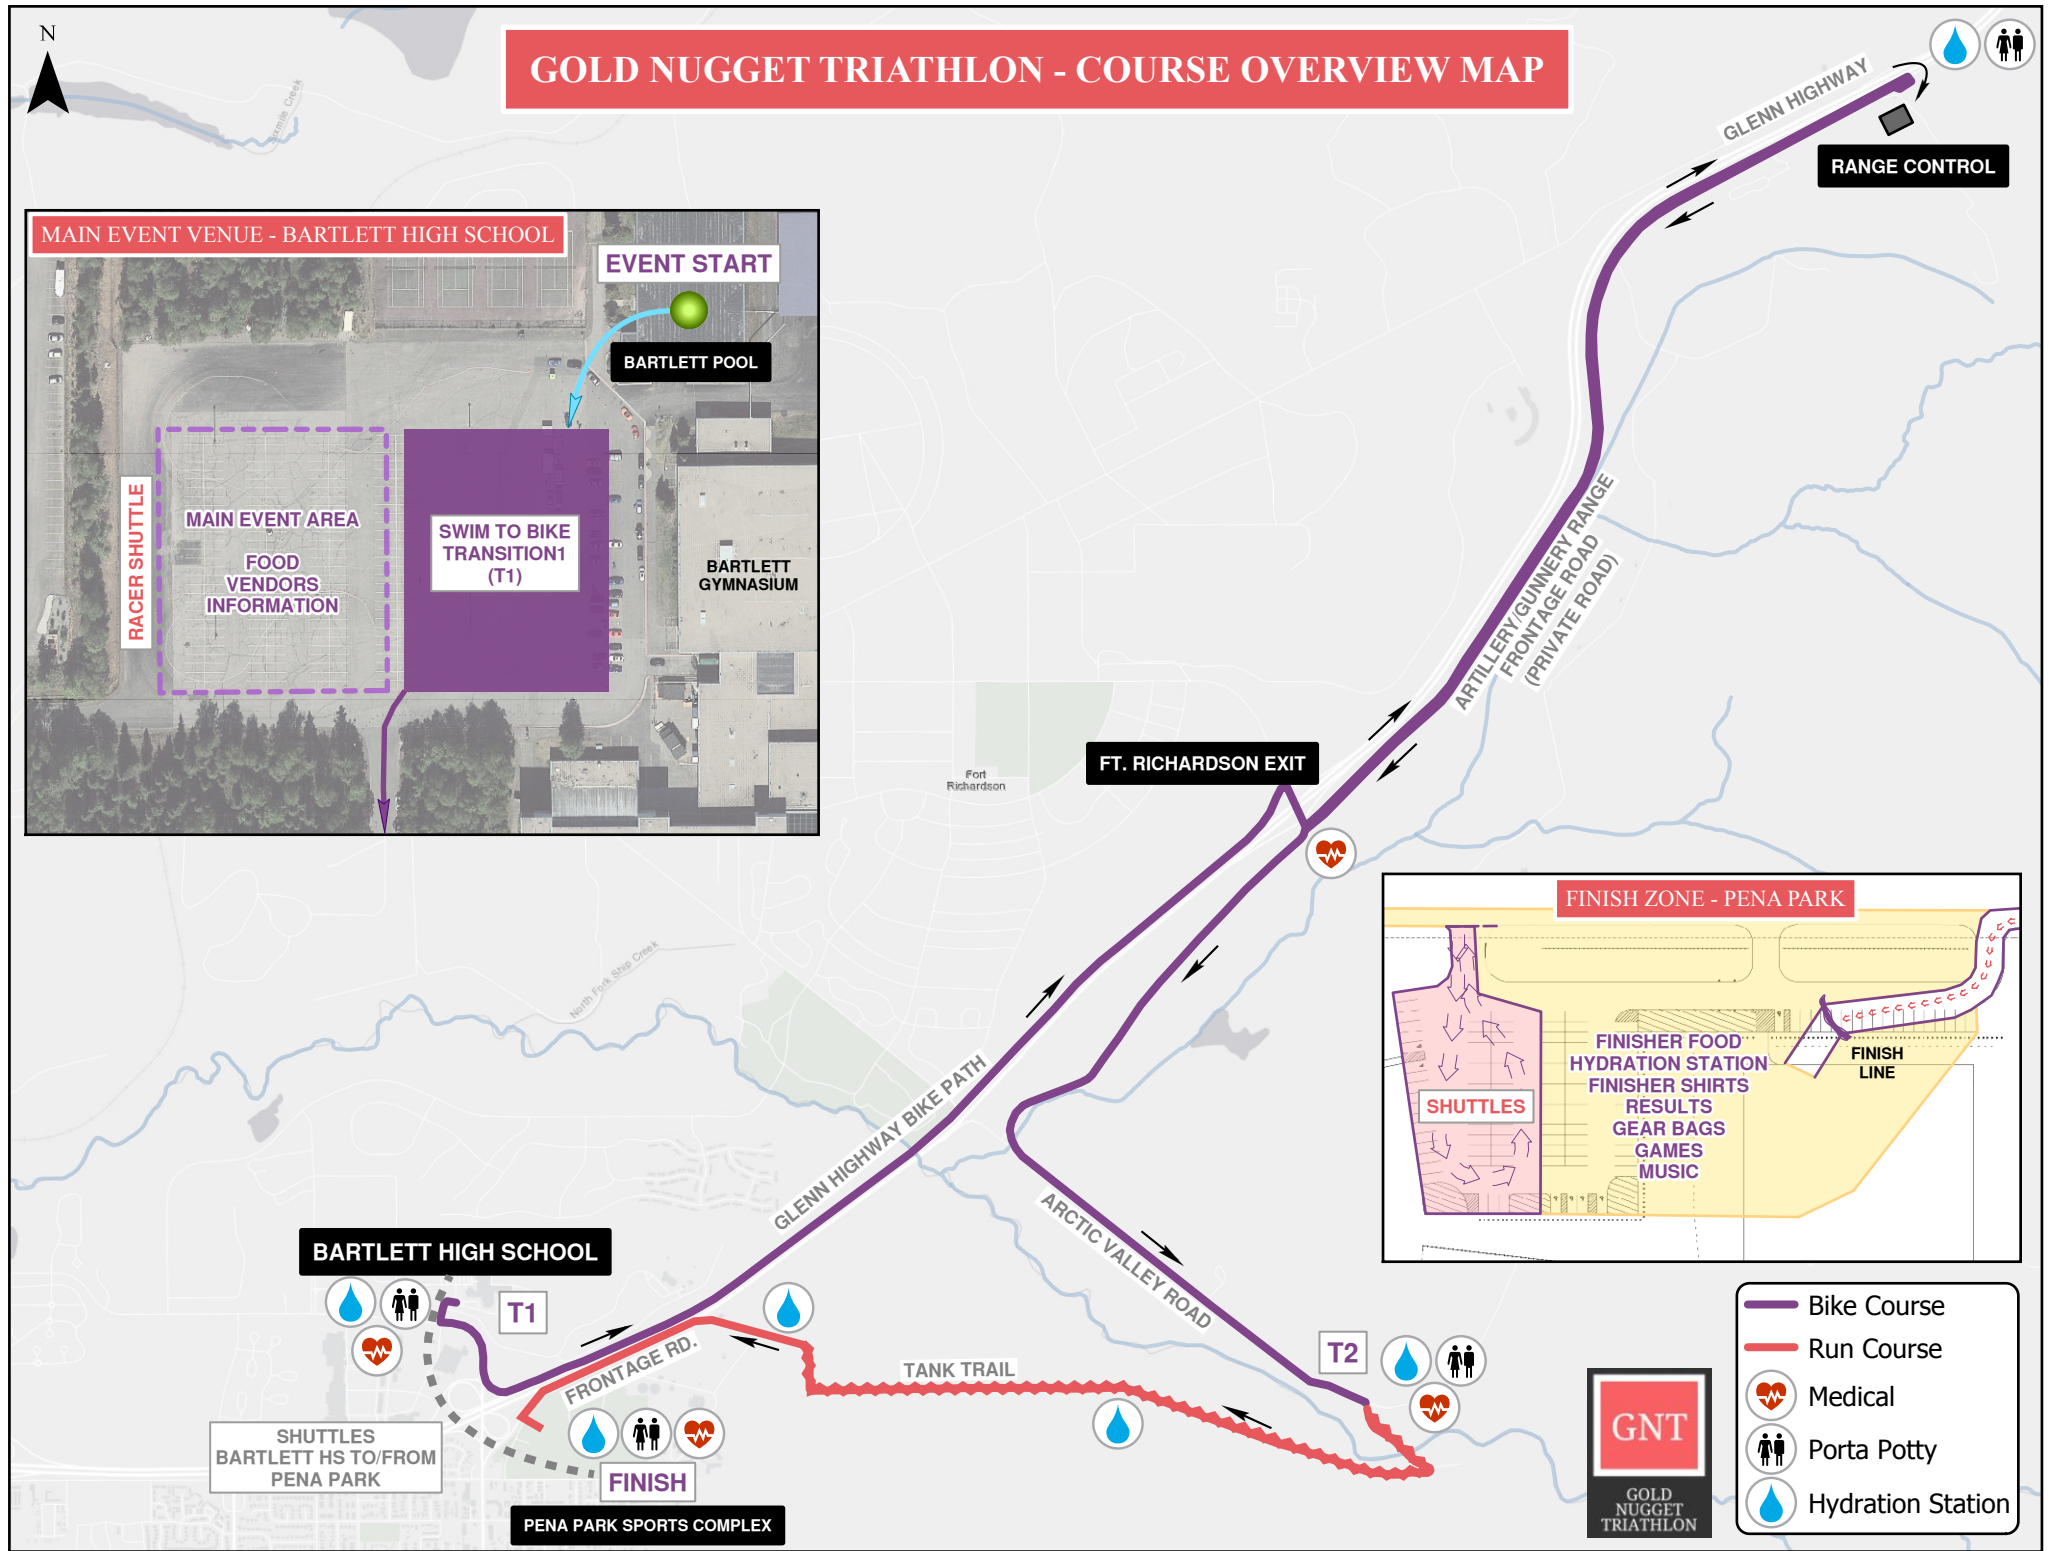 N
GOLD NUGGET TRIATHLON - COURSE OVERVIEW MAP
GLENN HIGHWAY
RANGE CONTROL
MAIN EVENT VENUE - BARTLETT HIGH SCHOOL
EVENT START
BARTLETT POOL
RACER SHUTTLE
MAIN EVENT AREA
FOOD
VENDORS
INFORMATION
SWIM TO BIKE
TRANSITION1
(T1)
BARTLETT
GYMNASIUM
ARTILLERY/GUNNERY RANGE
FRONTAGE ROAD
(PRIVATE ROAD)
FT. RICHARDSON EXIT
Fort
Richardson
North Fork Ship Creek
FINISH ZONE - PENA PARK
FINISHER FOOD
HYDRATION STATION
FINISHER SHIRTS
RESULTS
GEAR BAGS
GAMES
MUSIC
FINISH
LINE
SHUTTLES
GLENN HIGHWAY BIKE PATH
ARCTIC VALLEY ROAD
BARTLETT HIGH SCHOOL
T1
T2
FRONTAGE RD.
TANK TRAIL
SHUTTLES
BARTLETT HS TO/FROM
PENA PARK
FINISH
PENA PARK SPORTS COMPLEX
GNT
GOLD
NUGGET
TRIATHLON
Bike Course
Run Course
Medical
Porta Potty
Hydration Station